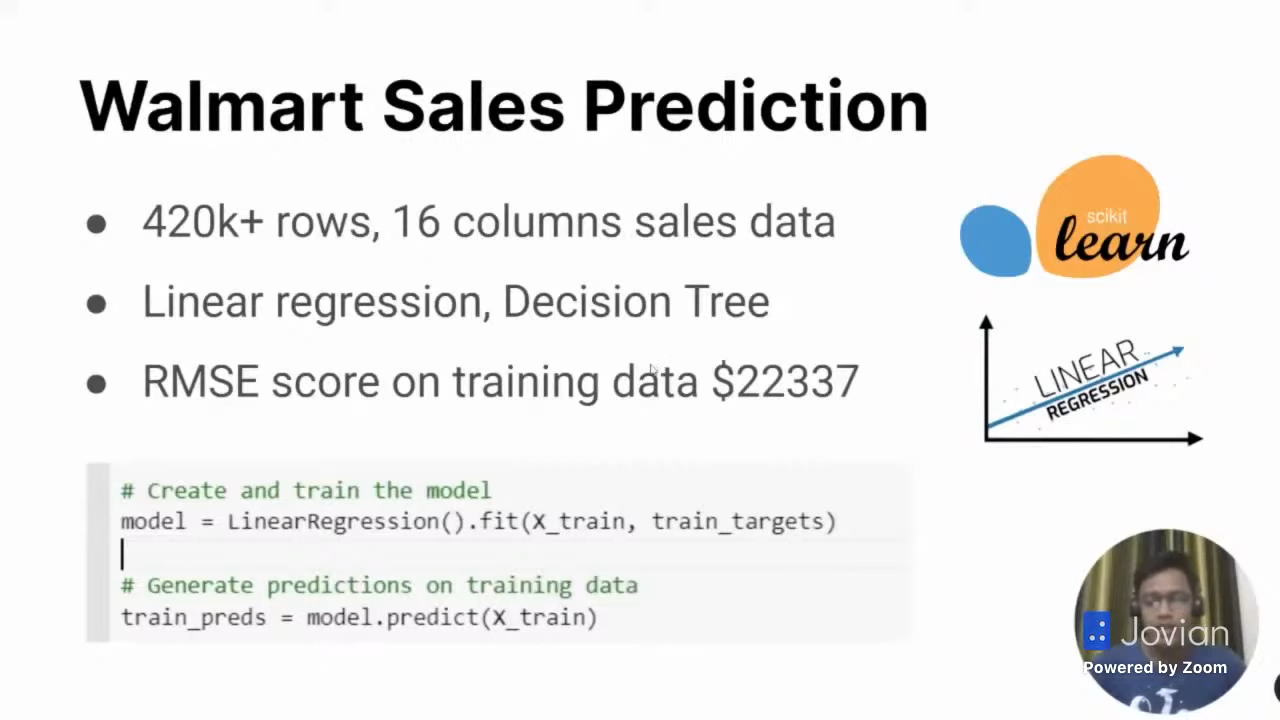 Walmart Sales Prediction
● 420k+ rows, 16 columns sales data
● Linear regression, Decision Tree
● RMSE score on training data $22337
scikit
learn
LINEAR
REGRESSION
# Create and train the model
model = LinearRegression().fit(X_train, train_targets)
# Generate predictions on training data
train_preds = model.predict(X_train)
Jovian
Powered by Zoom